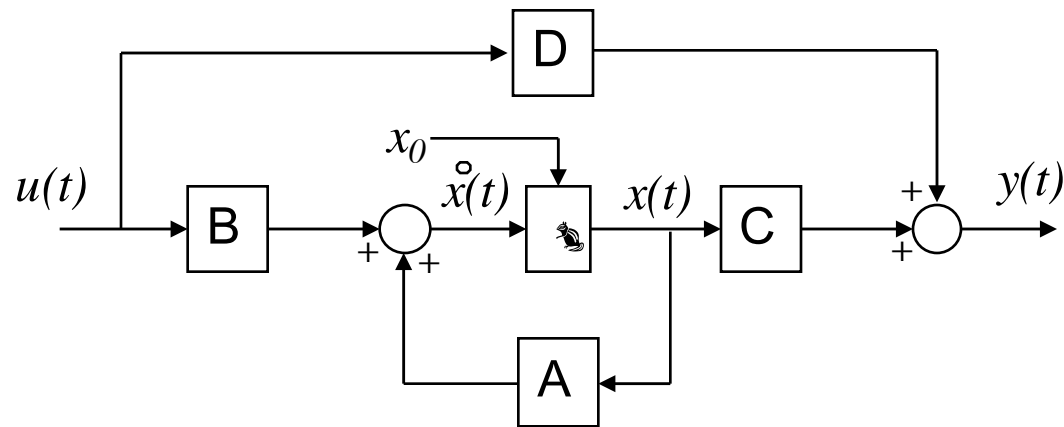 D
x₀
u(t) B + + x̊(t) x(t) C + + y(t)
A